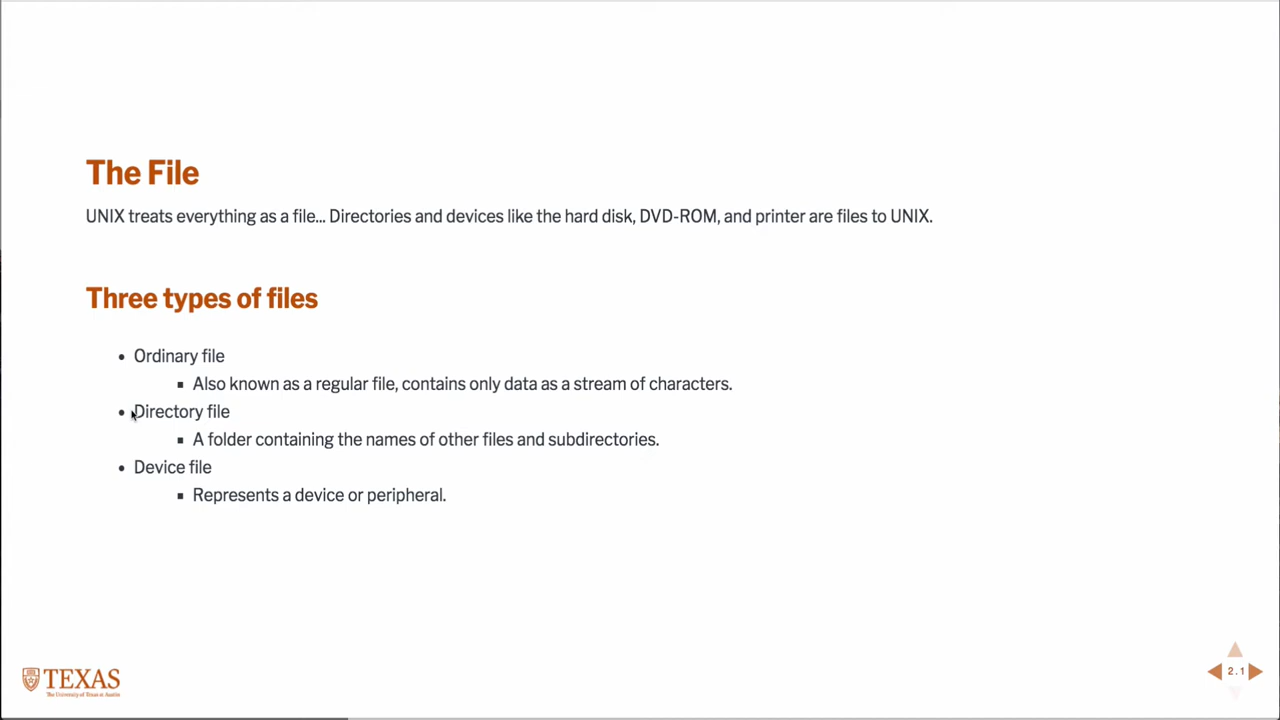 The File
UNIX treats everything as a file... Directories and devices like the hard disk, DVD-ROM, and printer are files to UNIX.
Three types of files
• Ordinary file
▪ Also known as a regular file, contains only data as a stream of characters.
• Directory file
▪ A folder containing the names of other files and subdirectories.
• Device file
▪ Represents a device or peripheral.
TEXAS
The University of Texas at Austin
2.1